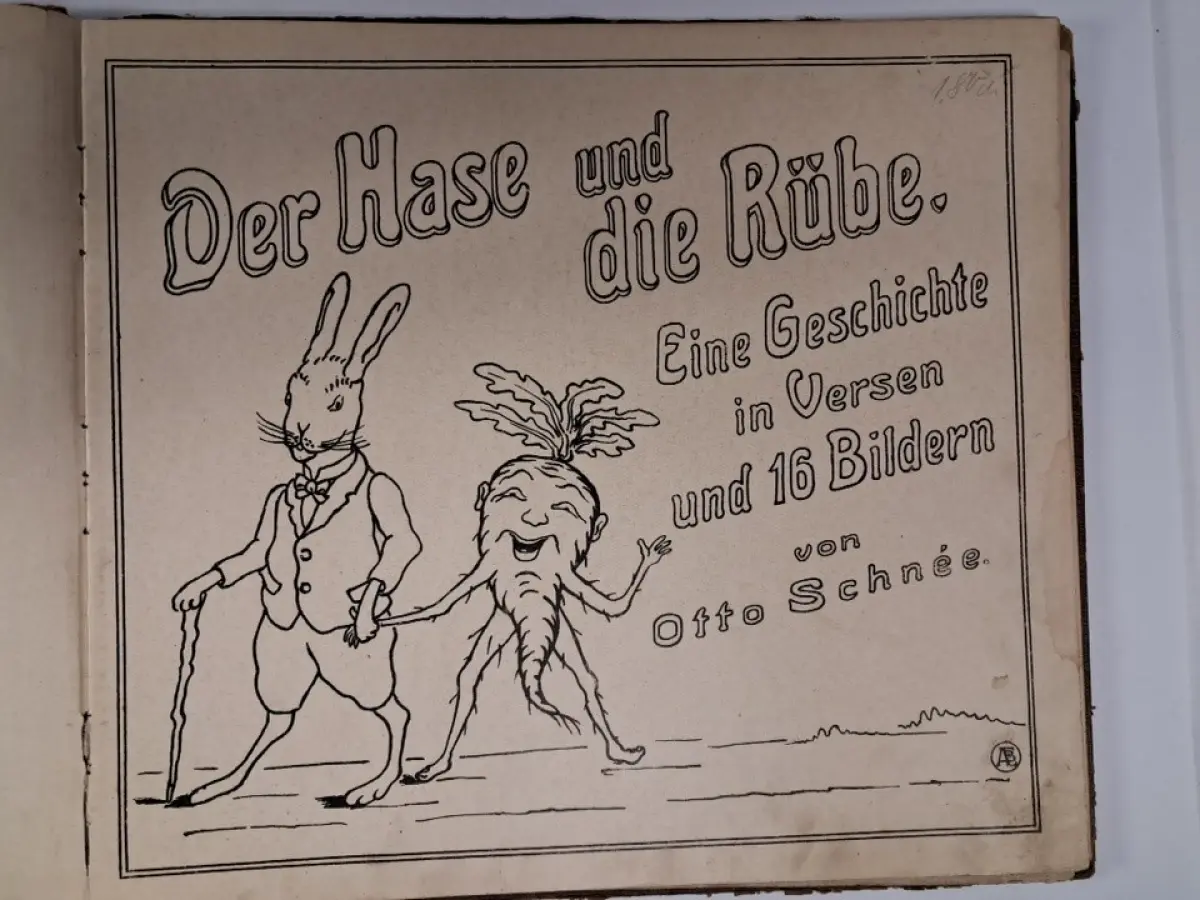 Der Hase und die Rübe.
Eine Geschichte
in Versen
und 16 Bildern
von
Otto Schnée.